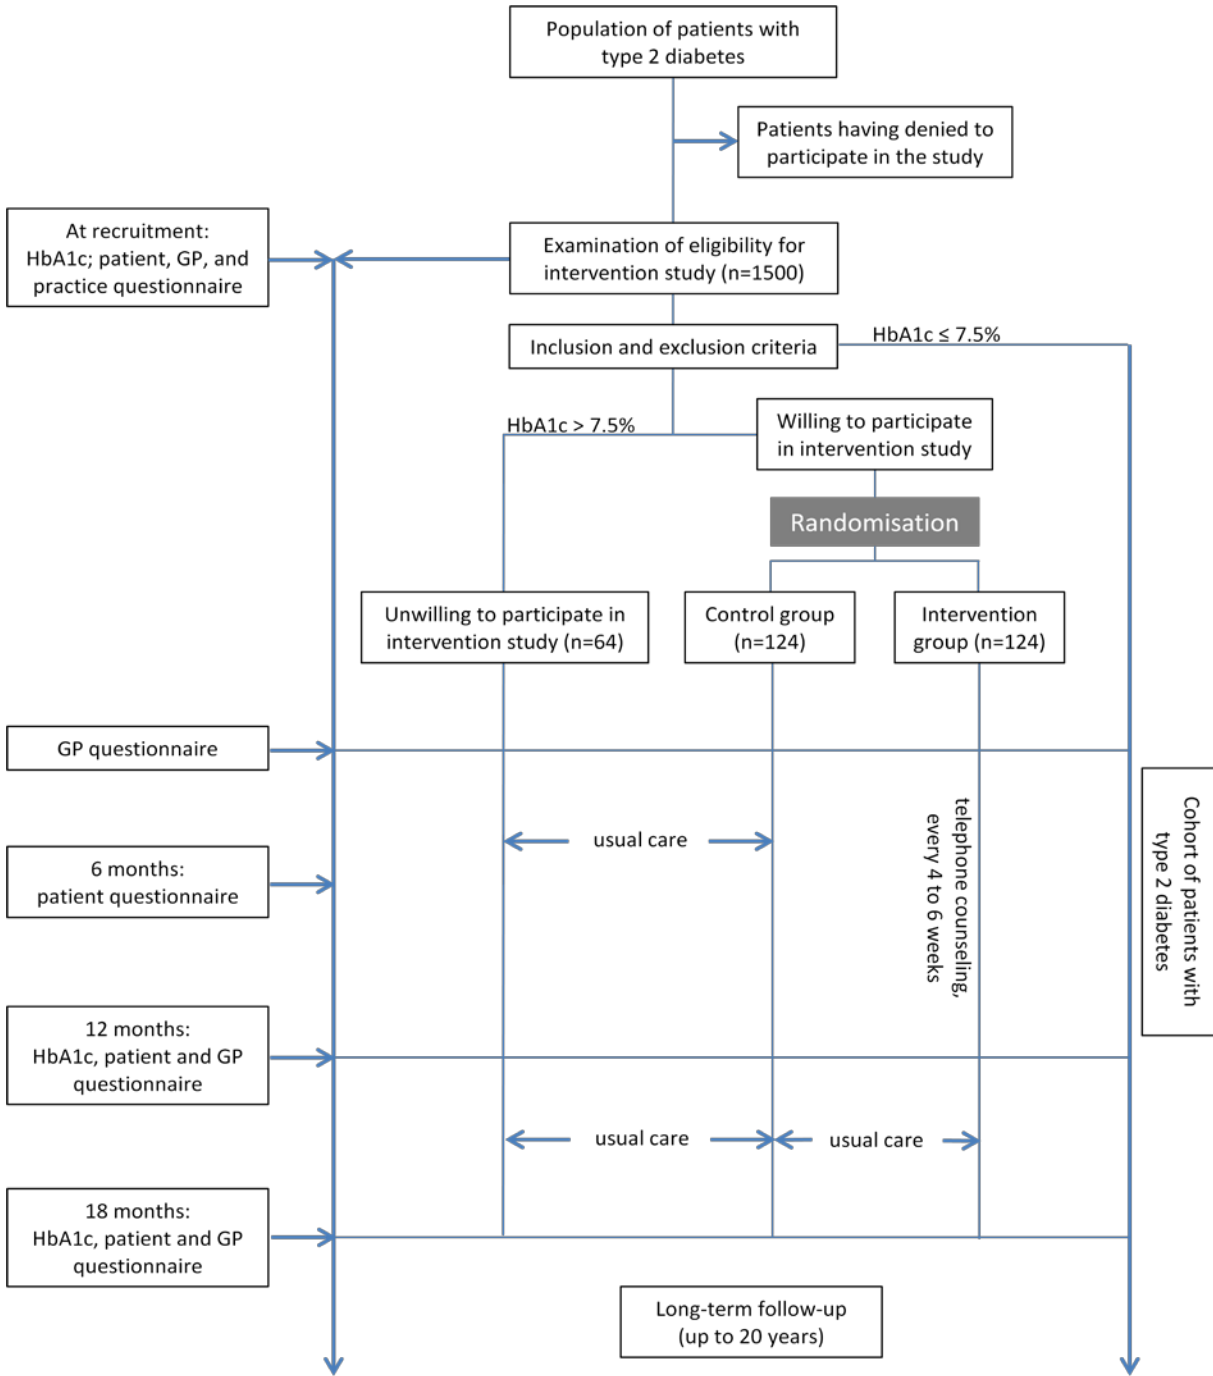 Population of patients with
type 2 diabetes
Patients having denied to
participate in the study
At recruitment:
HbA1c; patient, GP, and
practice questionnaire
Examination of eligibility for
intervention study (n=1500)
Inclusion and exclusion criteria
HbA1c ≤ 7.5%
HbA1c > 7.5%
Willing to participate
in intervention study
Randomisation
Unwilling to participate in
intervention study (n=64)
Control group
(n=124)
Intervention
group (n=124)
GP questionnaire
usual care
telephone counseling,
every 4 to 6 weeks
Cohort of patients with
type 2 diabetes
6 months:
patient questionnaire
12 months:
HbA1c, patient and GP
questionnaire
usual care
usual care
18 months:
HbA1c, patient and GP
questionnaire
Long-term follow-up
(up to 20 years)